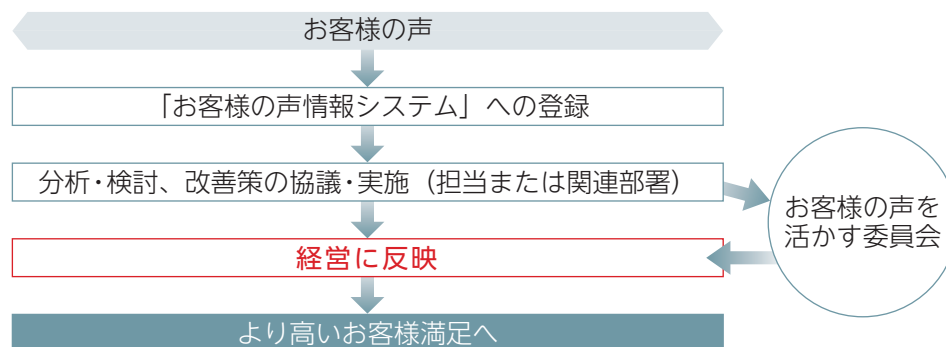 お客様の声
「お客様の声情報システム」への登録
分析・検討、改善策の協議・実施（担当または関連部署）
お客様の声を
活かす委員会
経営に反映
より高いお客様満足へ